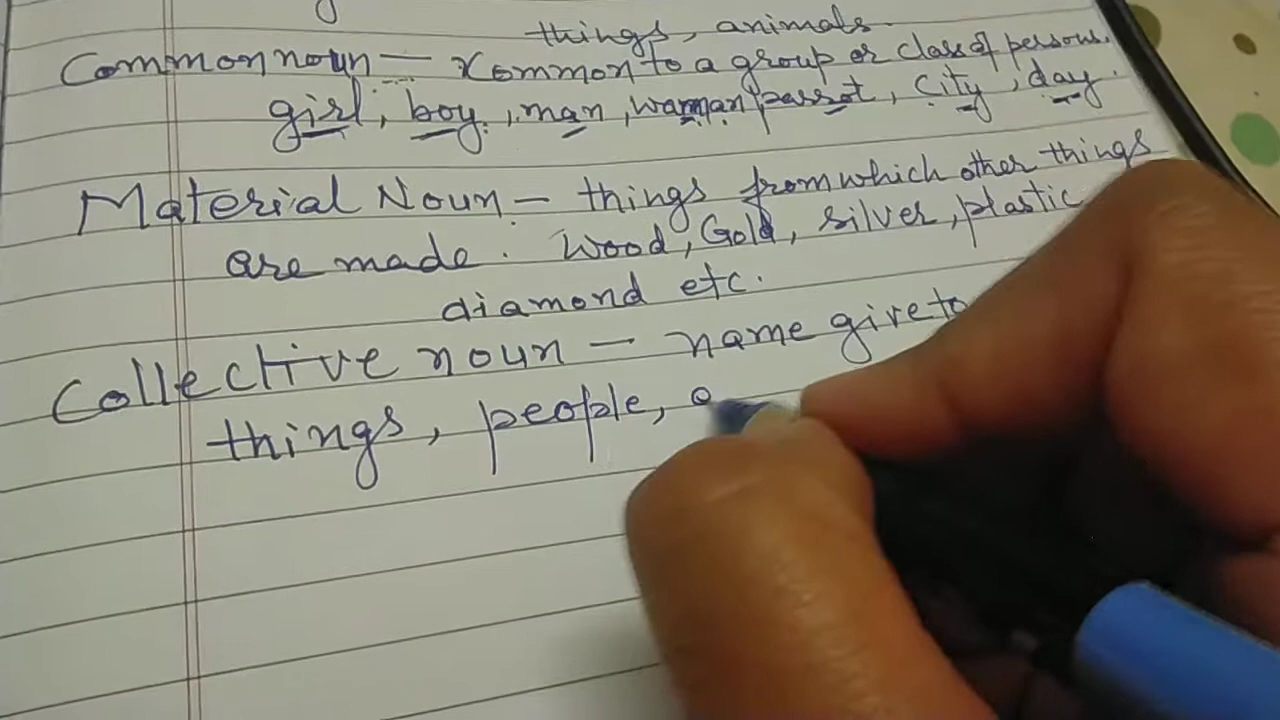 things, animals.
Common noun — Common to a group or class of persons.
girl, boy, man, waman parrot, city, day.
Material Noun – things from which other things
are made. Wood, Gold, silver, plastic
diamond etc.
Collective noun – name give to
things, people, a